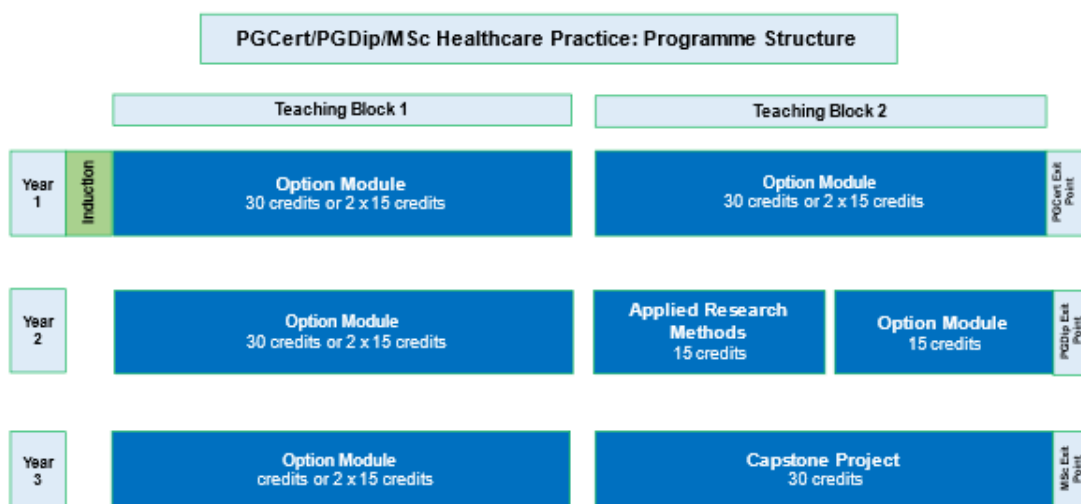 PGCert/PGDip/MSc Healthcare Practice: Programme Structure
Teaching Block 1
Teaching Block 2
Year
1
Induction
Option Module
30 credits or 2 x 15 credits
Option Module
30 credits or 2 x 15 credits
PGCert Exit
Point
Year
2
Option Module
30 credits or 2 x 15 credits
Applied Research
Methods
15 credits
Option Module
15 credits
PGDip Exit
Point
Year
3
Option Module
credits or 2 x 15 credits
Capstone Project
30 credits
MSc Exit
Point